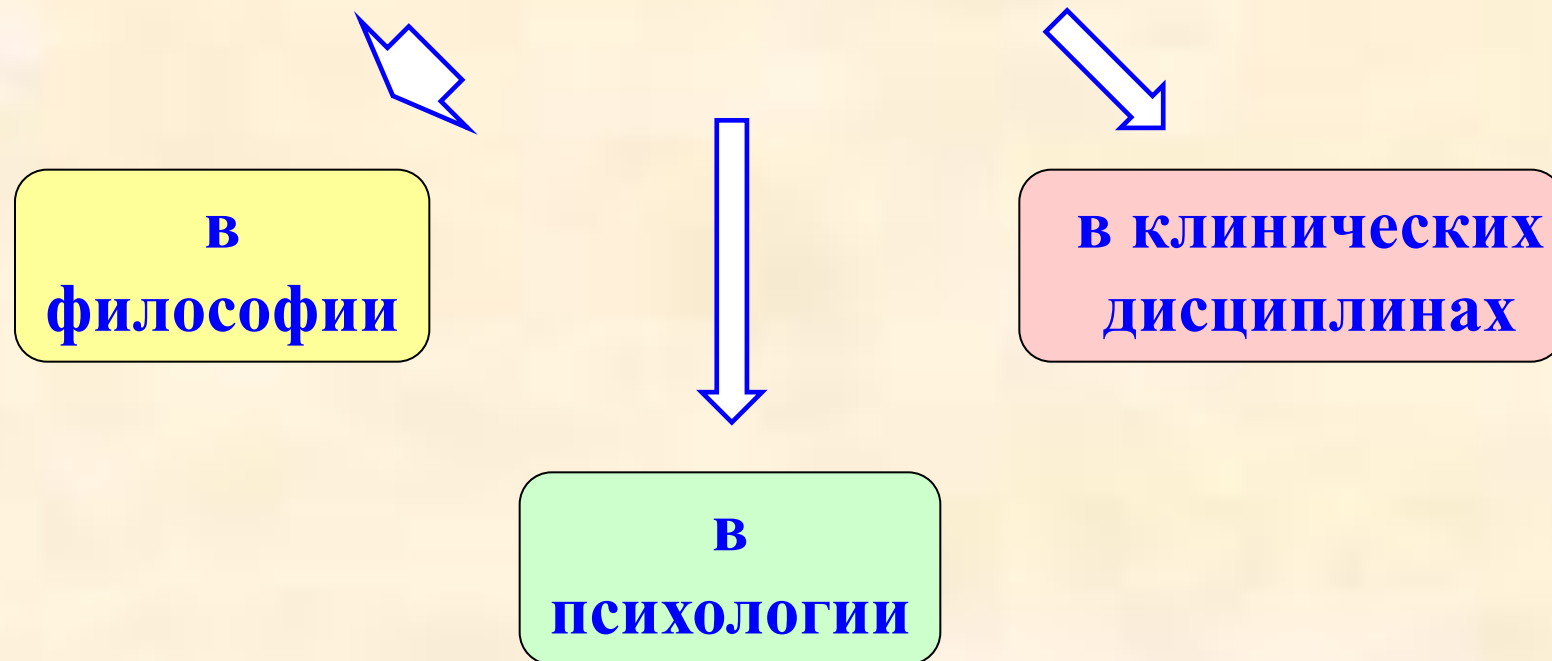 в
философии
в клинических
дисциплинах
в
психологии